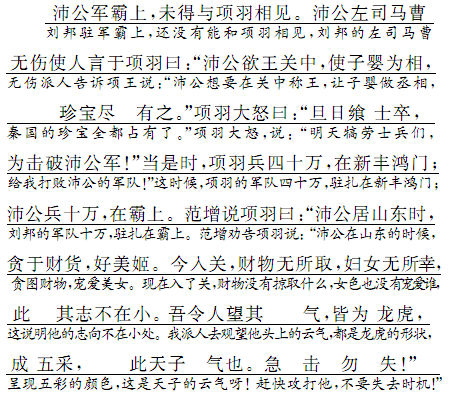 沛公军霸上，未得与项羽相见。沛公左司马曹
刘邦驻军霸上，还没有能和项羽相见，刘邦的左司马曹
无伤使人言于项羽曰：“沛公欲王关中，使子婴为相，
无伤派人告诉项王说：“沛公想要在关中称王，让子婴做丞相，
珍宝尽 有之。”项羽大怒曰：“旦日飨 士卒，
秦国的珍宝全都占有了。”项羽大怒，说：“明天犒劳士兵们，
为击破沛公军！”当是时，项羽兵四十万，在新丰鸿门；
给我打败沛公的军队！”这时候，项羽的军队四十万，驻扎在新丰鸿门；
沛公兵十万，在霸上。范增说项羽曰：“沛公居山东时，
刘邦的军队十万，驻扎在霸上。范增劝告项羽说：“沛公在山东的时候，
贪于财货，好美姬。今入关，财物无所取，妇女无所幸，
贪图财物，宠爱美女。现在入了关，财物没有掠取什么，女色也没有宠爱谁，
此 其志不在小。吾令人望其 气，皆为 龙虎，
这说明他的志向不在小处。我派人去观望他头上的云气，都是龙虎的形状，
成 五采， 此天子 气也。急 击 勿 失！”
呈现五彩的颜色，这是天子的云气呀！赶快攻打他，不要失去时机！”